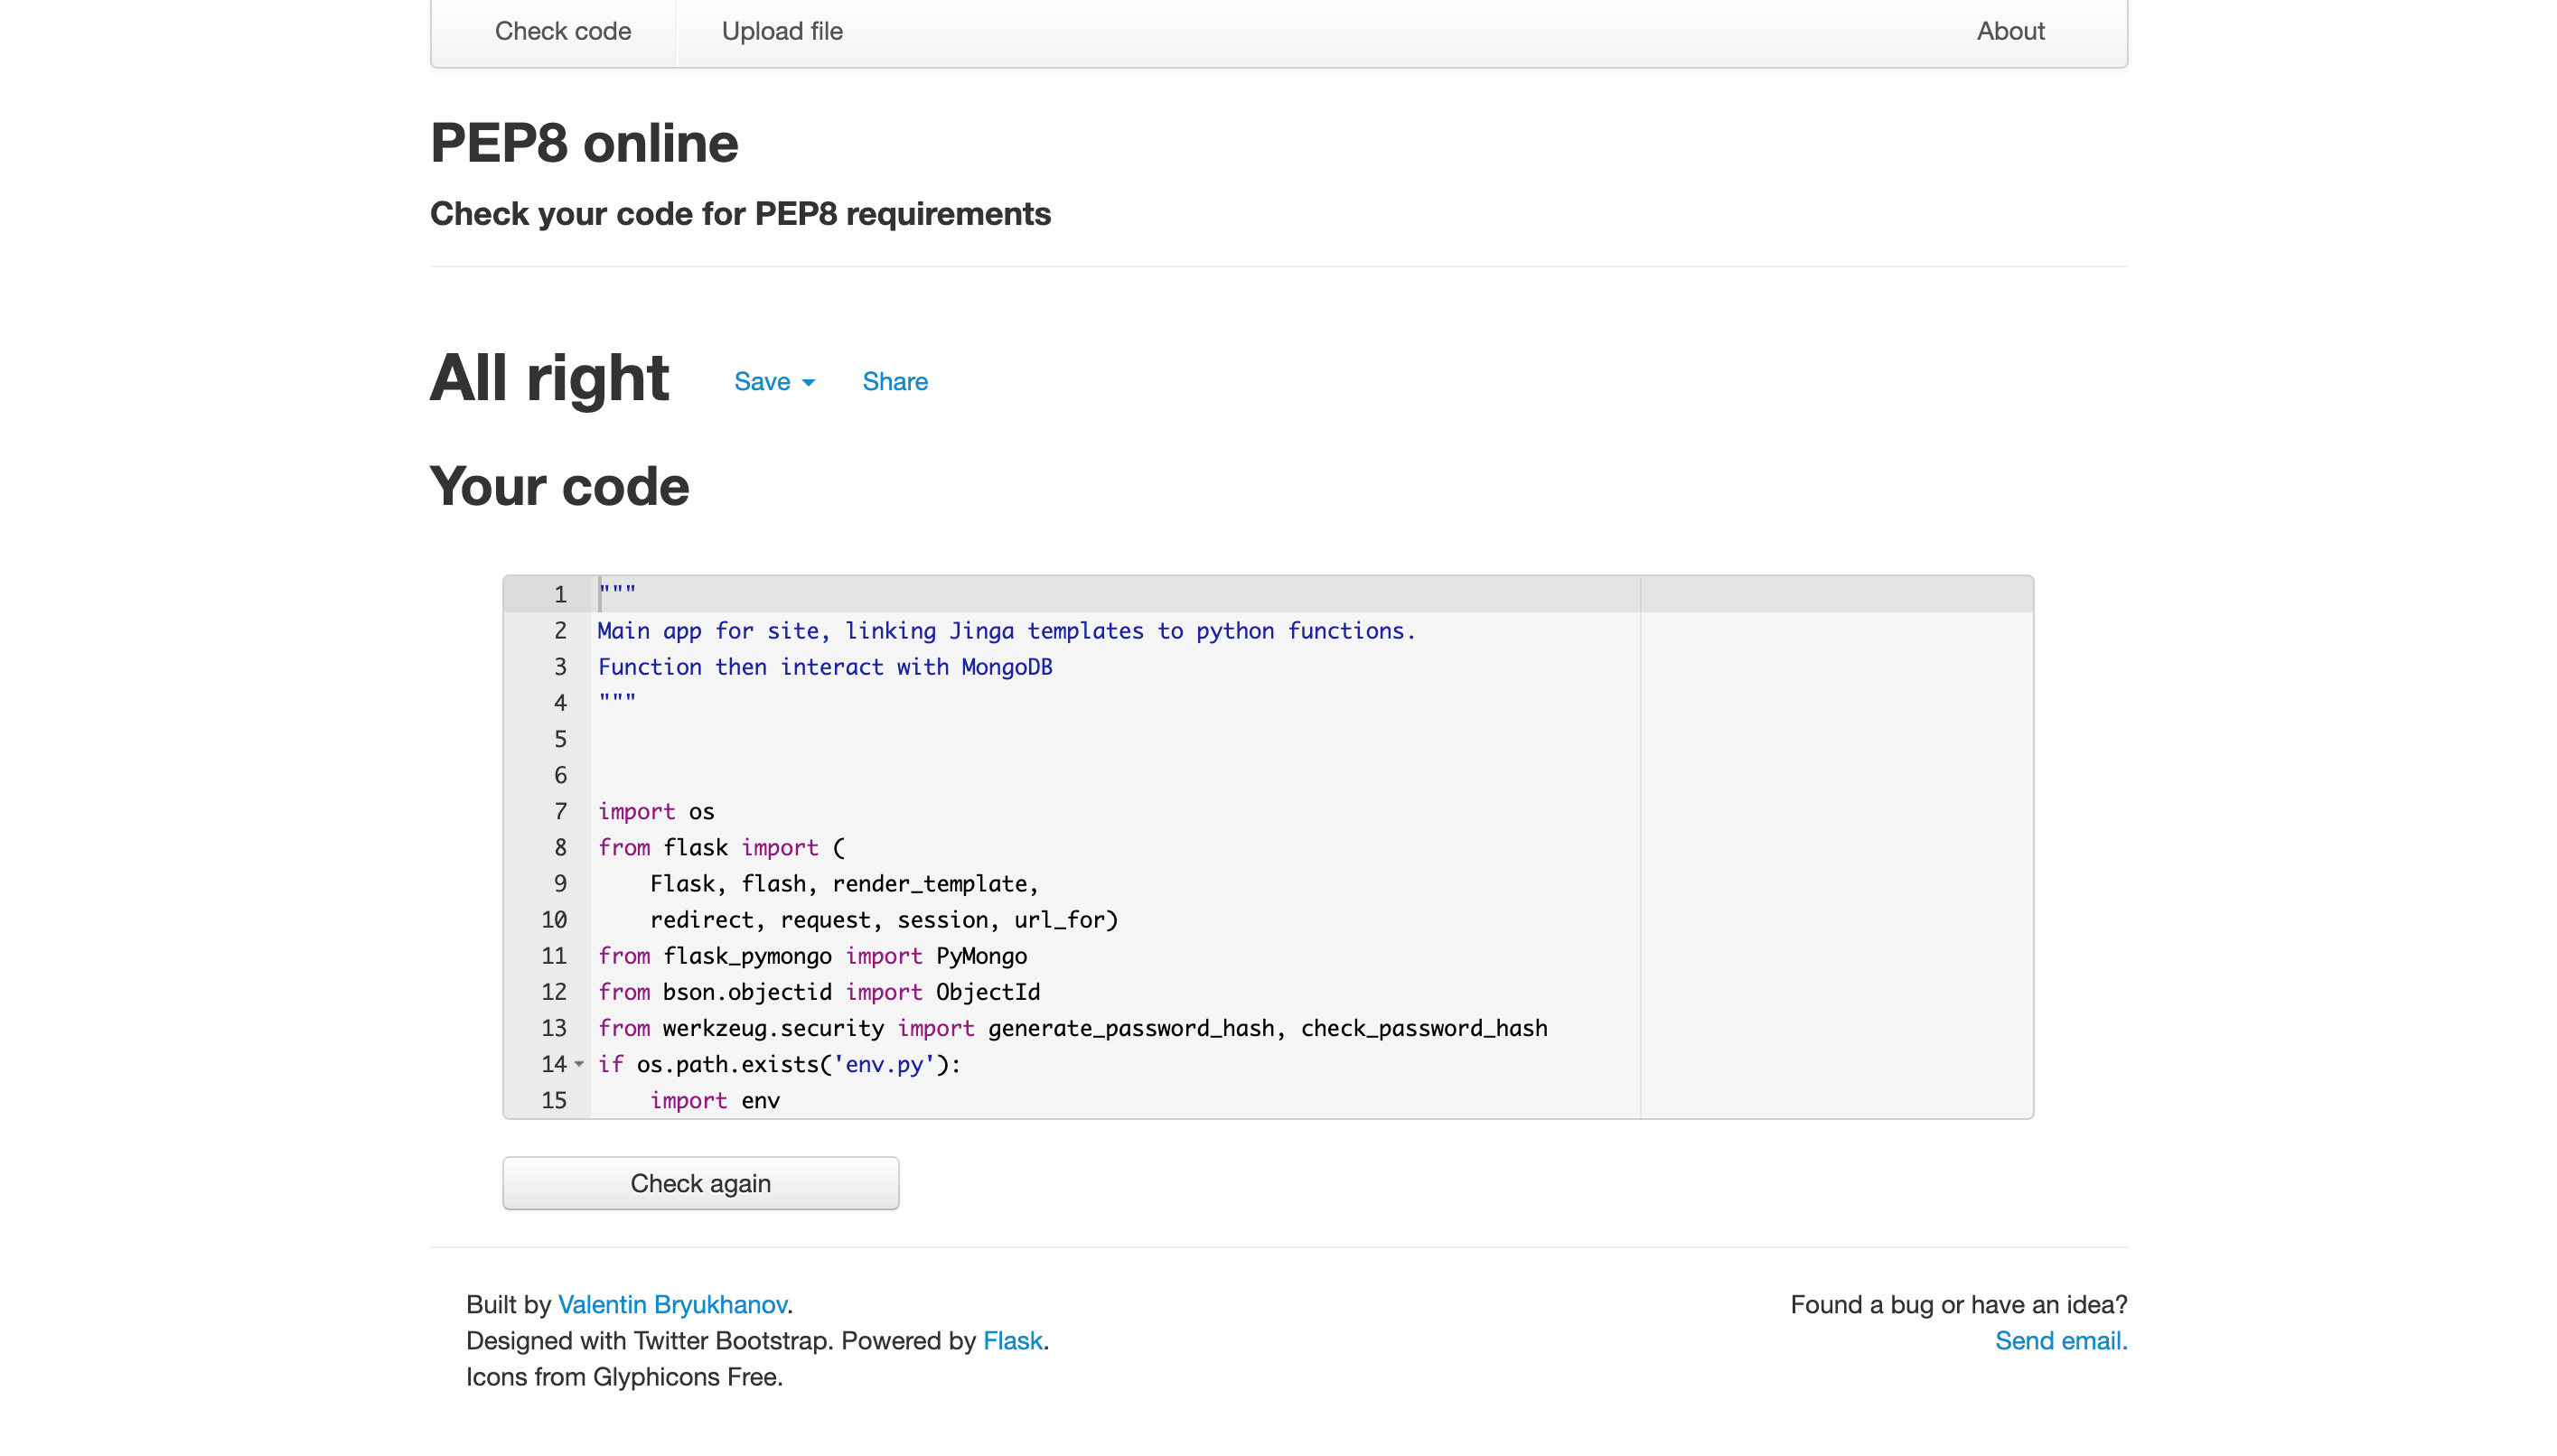 Check code Upload file About
PEP8 online
Check your code for PEP8 requirements
All right Save Share
Your code
1 """
2 Main app for site, linking Jinga templates to python functions.
3 Function then interact with MongoDB
4 """
5
6
7 import os
8 from flask import (
9     Flask, flash, render_template,
10     redirect, request, session, url_for)
11 from flask_pymongo import PyMongo
12 from bson.objectid import ObjectId
13 from werkzeug.security import generate_password_hash, check_password_hash
14 if os.path.exists('env.py'):
15     import env
Check again
Built by Valentin Bryukhanov.
Designed with Twitter Bootstrap. Powered by Flask.
Icons from Glyphicons Free.
Found a bug or have an idea?
Send email.